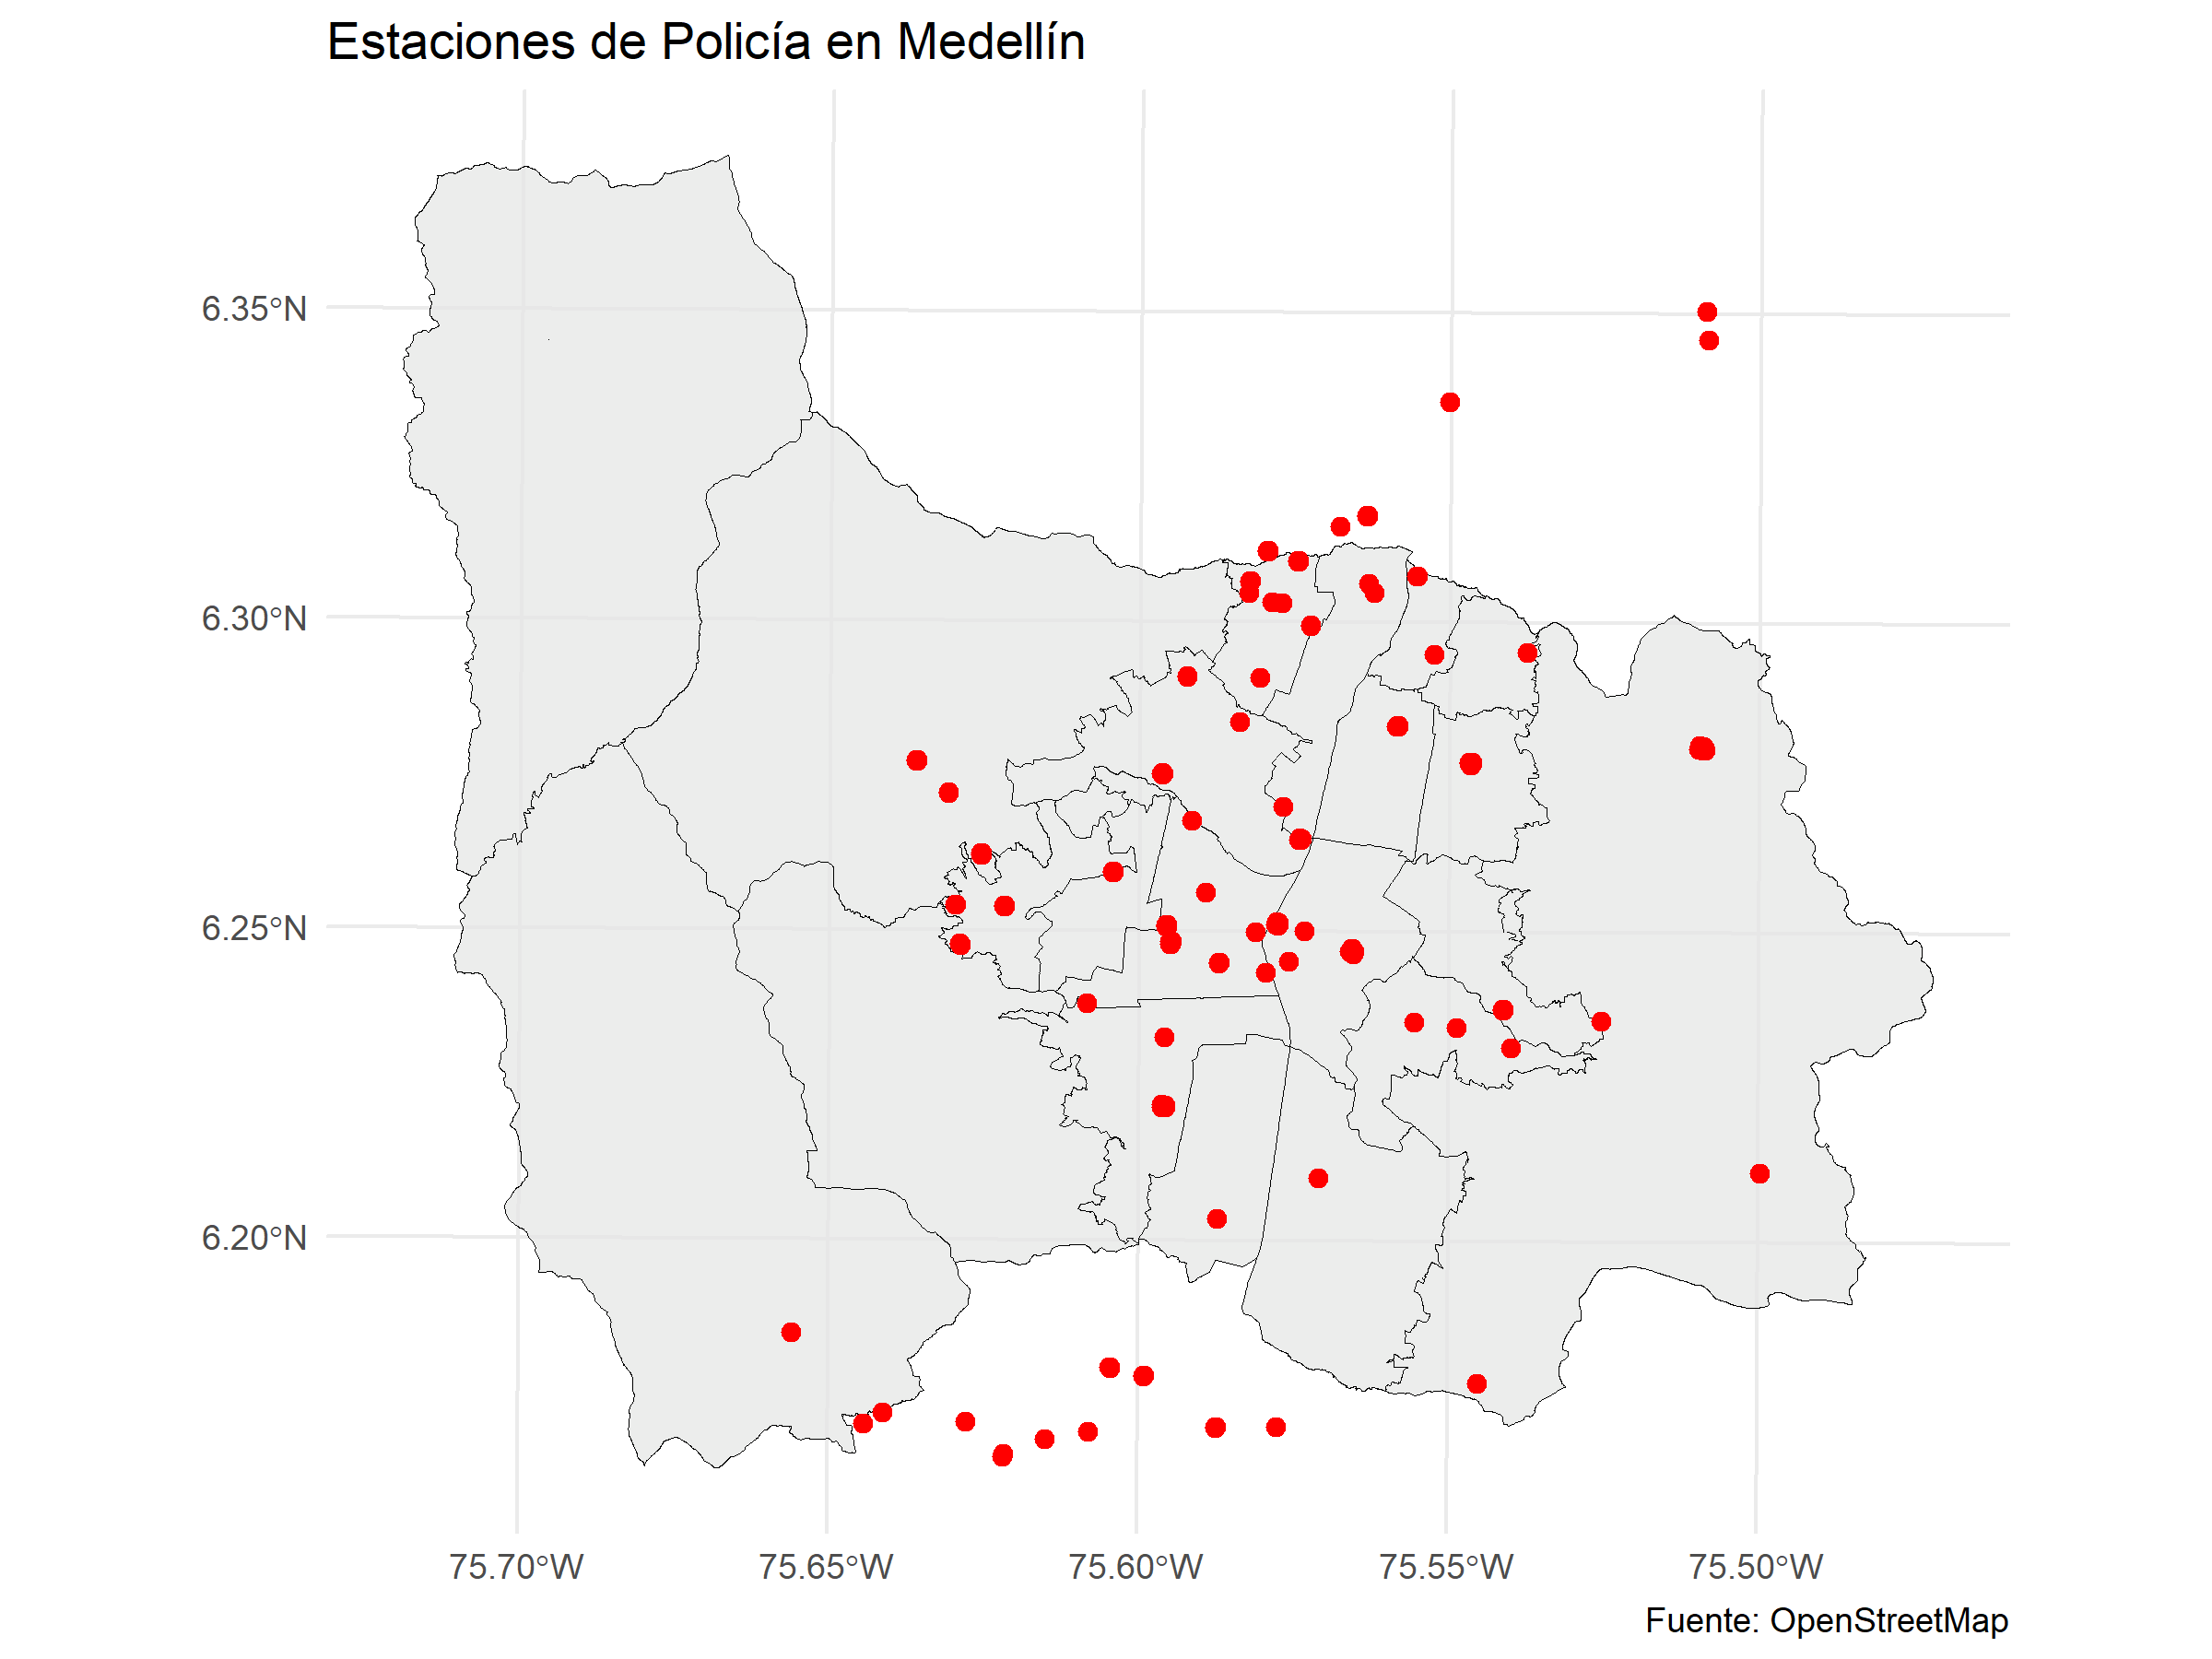 Estaciones de Policía en Medellín
6.35°N
6.30°N
6.25°N
6.20°N
75.70°W 75.65°W 75.60°W 75.55°W 75.50°W
Fuente: OpenStreetMap